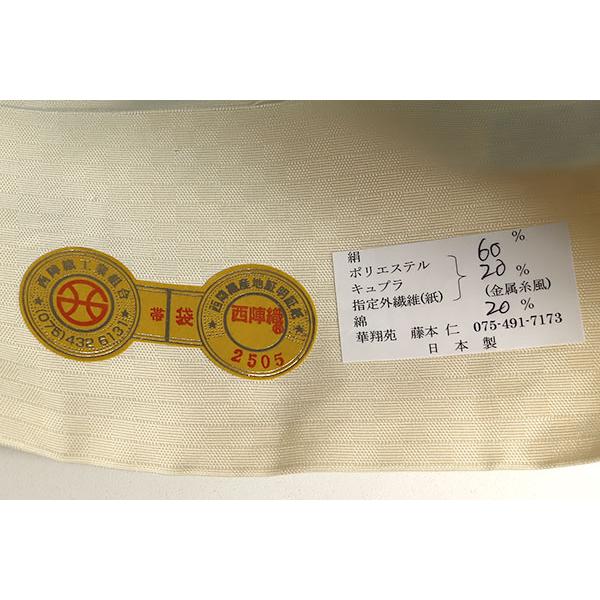 西陣織工業組合
(075)432 6131
帯 袋
西陣織産地証明証紙
西陣織
2505
絹 60 %
ポリエステル
キュプラ 20 %
指定外繊維(紙) (金属糸風)
綿 20 %
華翔苑 藤本 仁 075-491-7173
日 本 製